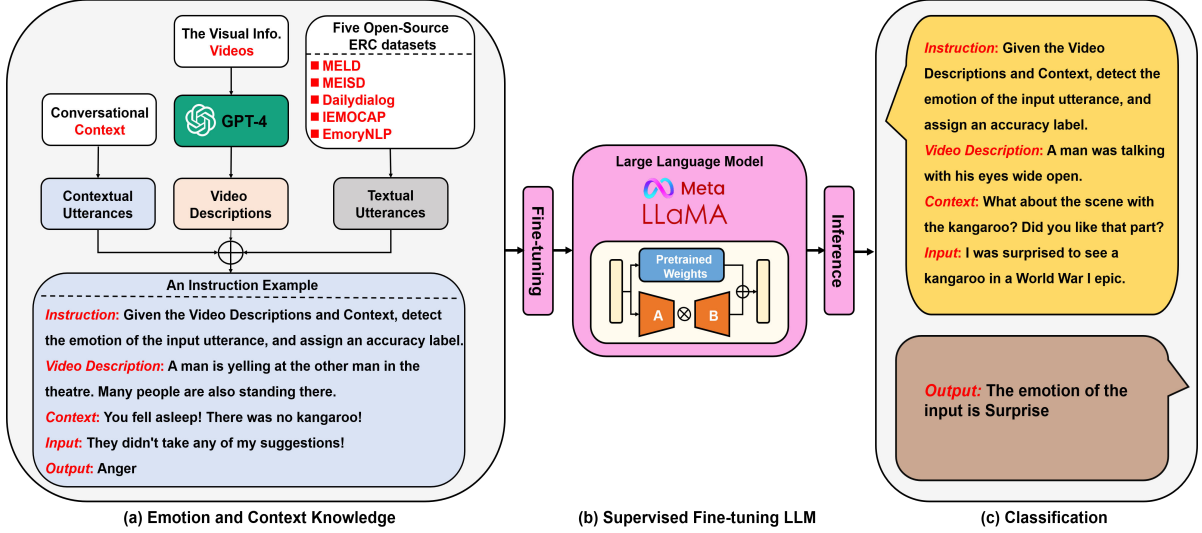 The Visual Info.
Videos
Five Open-Source
ERC datasets
MELD
MEISD
Dailydialog
IEMOCAP
EmoryNLP
Conversational
Context
GPT-4
Contextual
Utterances
Video
Descriptions
Textual
Utterances
An Instruction Example
Instruction: Given the Video Descriptions and Context, detect
the emotion of the input utterance, and assign an accuracy label.
Video Description: A man is yelling at the other man in the
theatre. Many people are also standing there.
Context: You fell asleep! There was no kangaroo!
Input: They didn't take any of my suggestions!
Output: Anger
(a) Emotion and Context Knowledge
Fine-tuning
Large Language Model
Meta
LLaMA
Pretrained
Weights
A
B
(b) Supervised Fine-tuning LLM
Inference
Instruction: Given the Video
Descriptions and Context, detect the
emotion of the input utterance, and
assign an accuracy label.
Video Description: A man was talking
with his eyes wide open.
Context: What about the scene with
the kangaroo? Did you like that part?
Input: I was surprised to see a
kangaroo in a World War I epic.
Output: The emotion of the
input is Surprise
(c) Classification